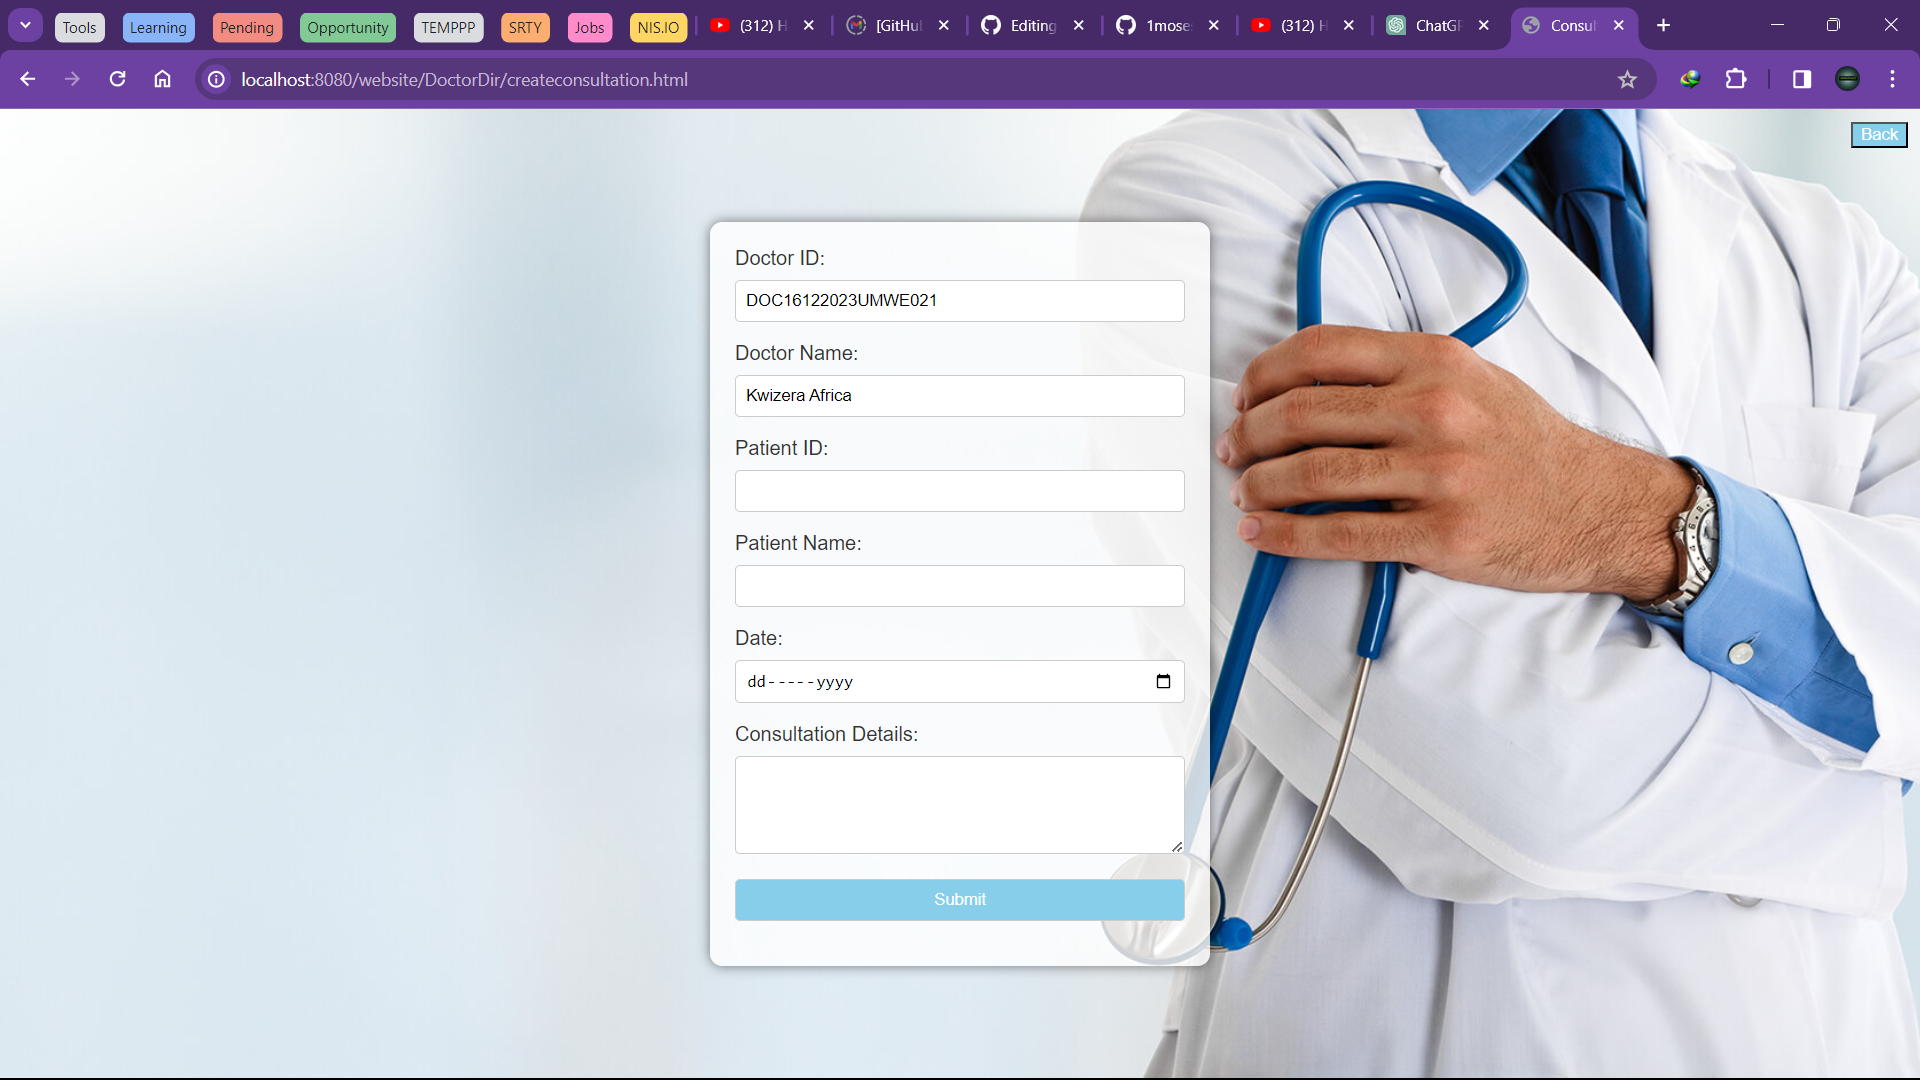 Tools Learning Pending Opportunity TEMPPP SRTY Jobs NIS.IO (312) H [GitHu Editing 1mose (312) H ChatGP Consul
localhost:8080/website/DoctorDir/createconsultation.html
Back
Doctor ID:
DOC16122023UMWE021
Doctor Name:
Kwizera Africa
Patient ID:
Patient Name:
Date:
dd-----yyyy
Consultation Details:
Submit